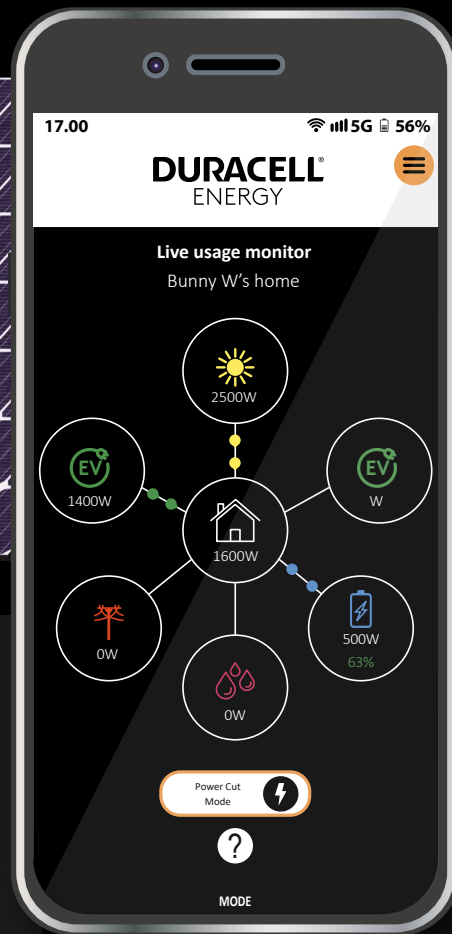 17.00 5G 56%
DURACELL®
ENERGY
Live usage monitor
Bunny W's home
2500W
EV
1400W
EV
W
1600W
0W
500W
63%
0W
Power Cut
Mode
?
MODE